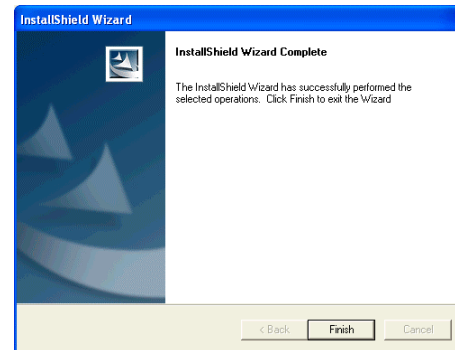 InstallShield Wizard
InstallShield Wizard Complete
The InstallShield Wizard has successfully performed the
selected operations. Click Finish to exit the Wizard
< Back
Finish
Cancel